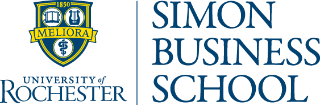 1850
MELIORA
UNIVERSITY of
ROCHESTER
SIMON
BUSINESS
SCHOOL